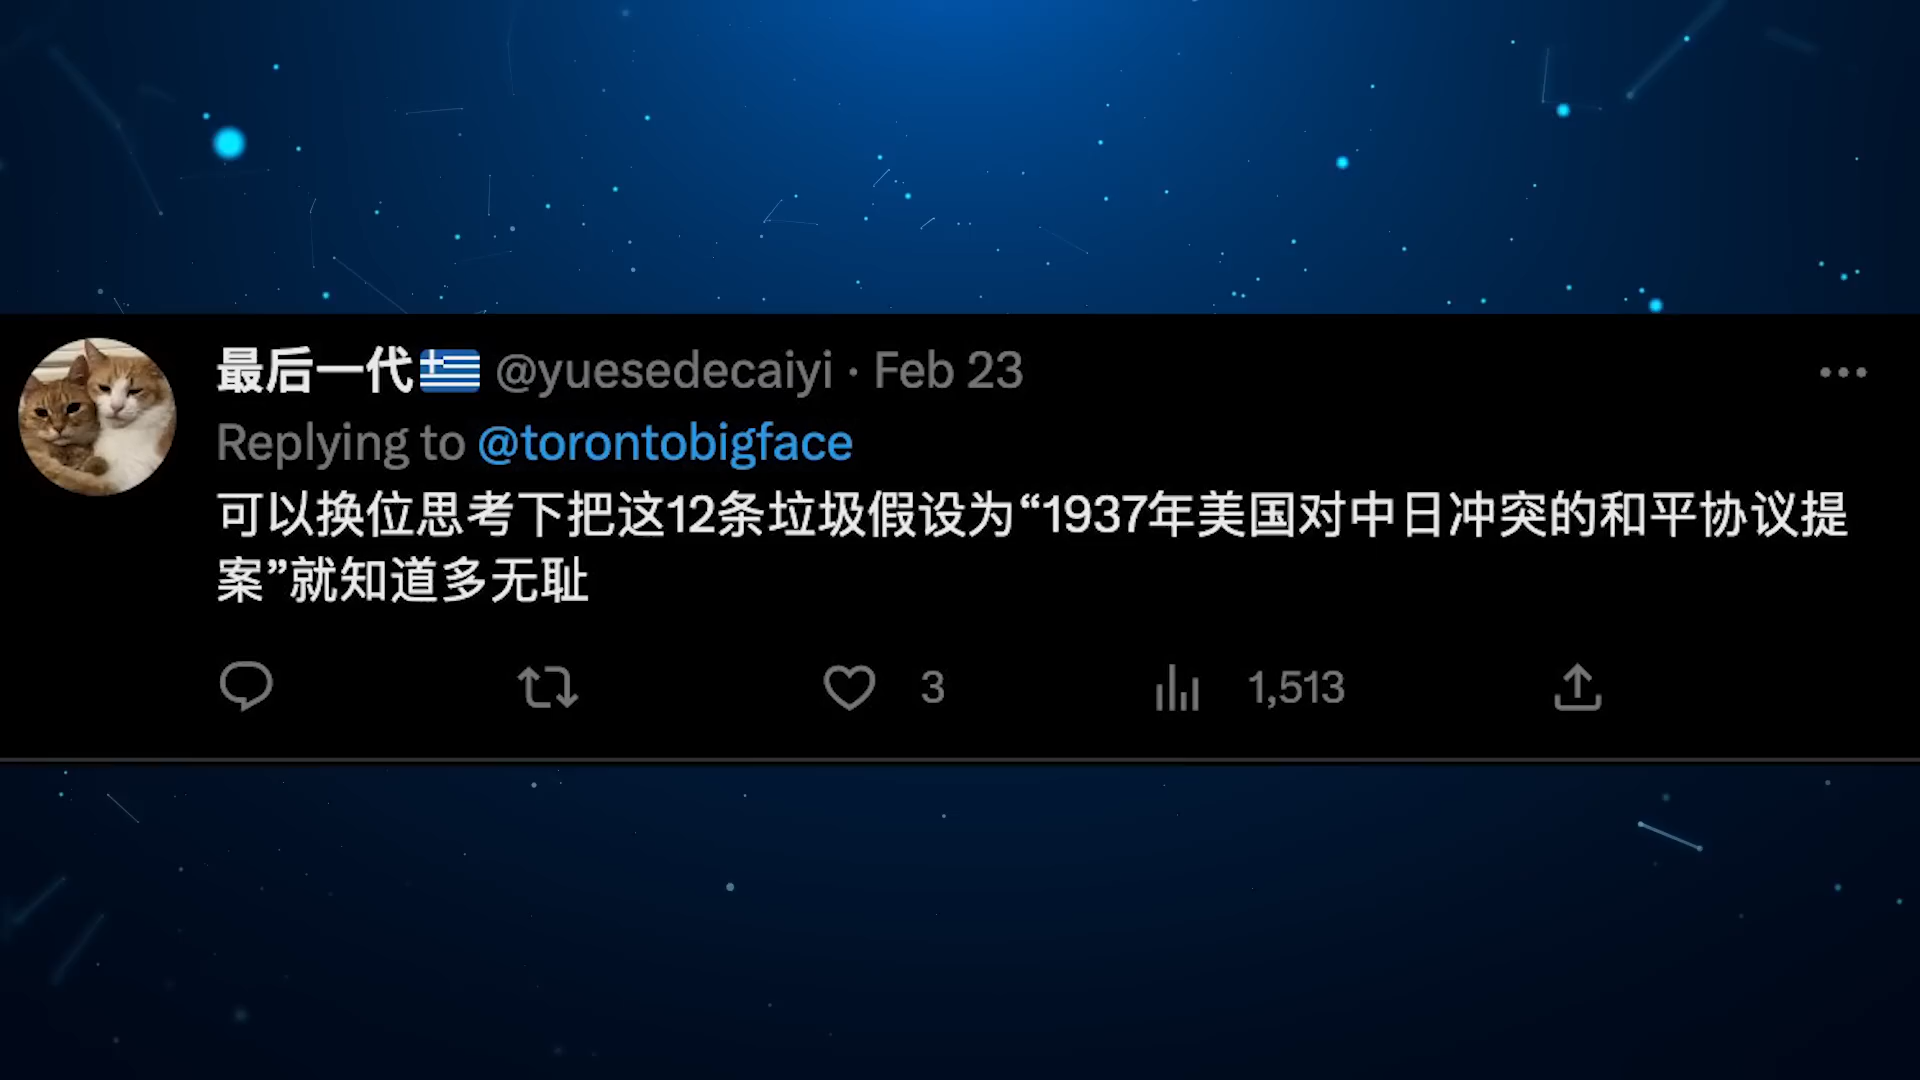 最后一代🇬🇷 @yuesedecaiyi · Feb 23
Replying to @torontobigface
可以换位思考下把这12条垃圾假设为“1937年美国对中日冲突的和平协议提
案”就知道多无耻
3 1,513